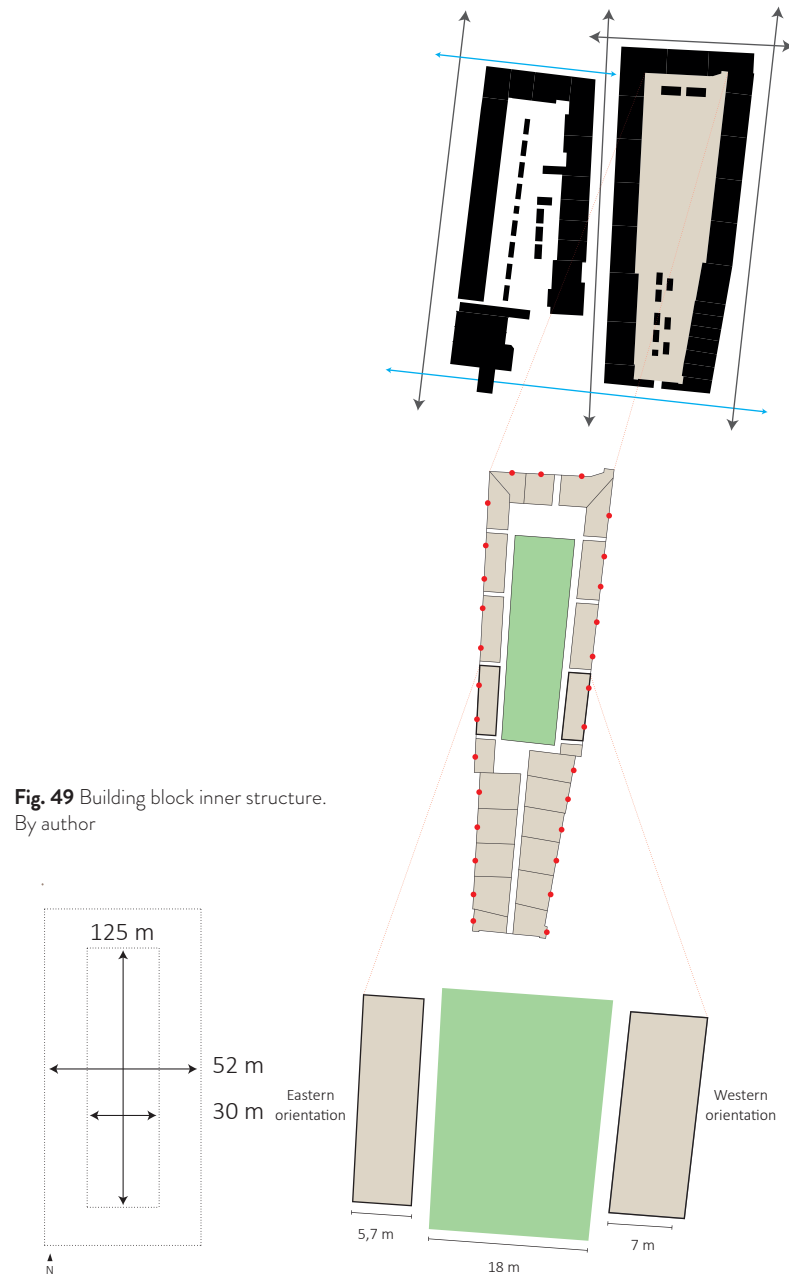 Fig. 49 Building block inner structure.
By author
125 m
52 m
30 m
N
Eastern
orientation
Western
orientation
5,7 m
18 m
7 m